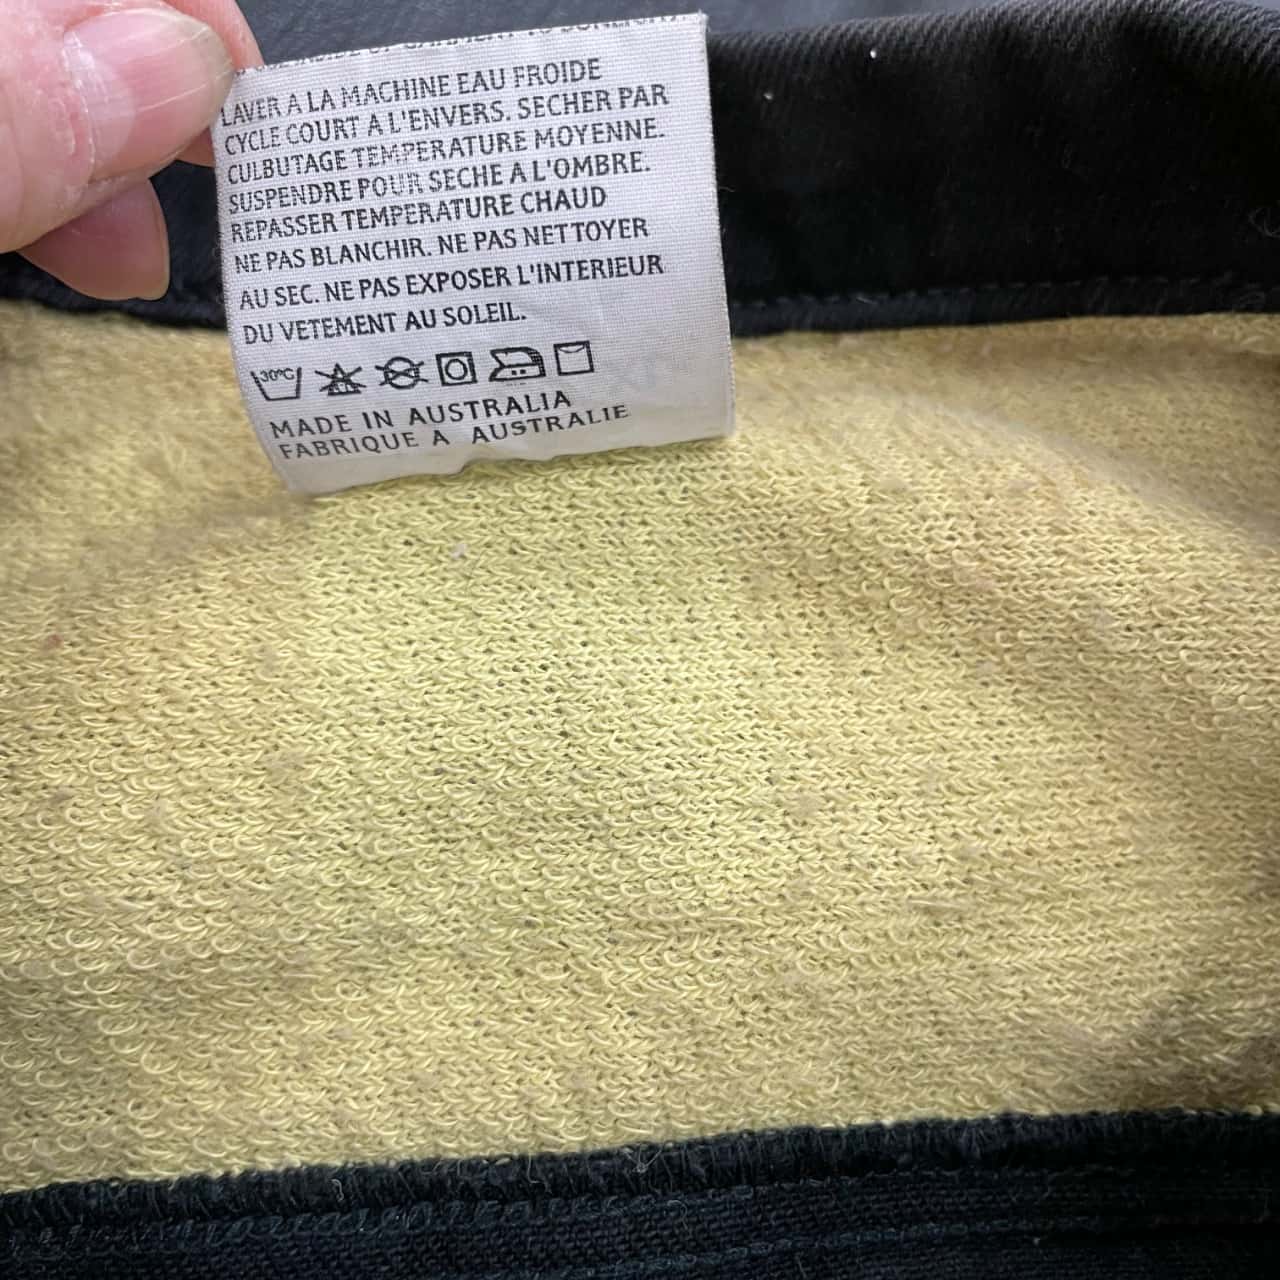 LAVER A LA MACHINE EAU FROIDE
CYCLE COURT A L'ENVERS. SECHER PAR
CULBUTAGE TEMPERATURE MOYENNE.
SUSPENDRE POUR SECHE A L'OMBRE.
REPASSER TEMPERATURE CHAUD
NE PAS BLANCHIR. NE PAS NETTOYER
AU SEC. NE PAS EXPOSER L'INTERIEUR
DU VETEMENT AU SOLEIL.
30°C
MADE IN AUSTRALIA
FABRIQUE A AUSTRALIE